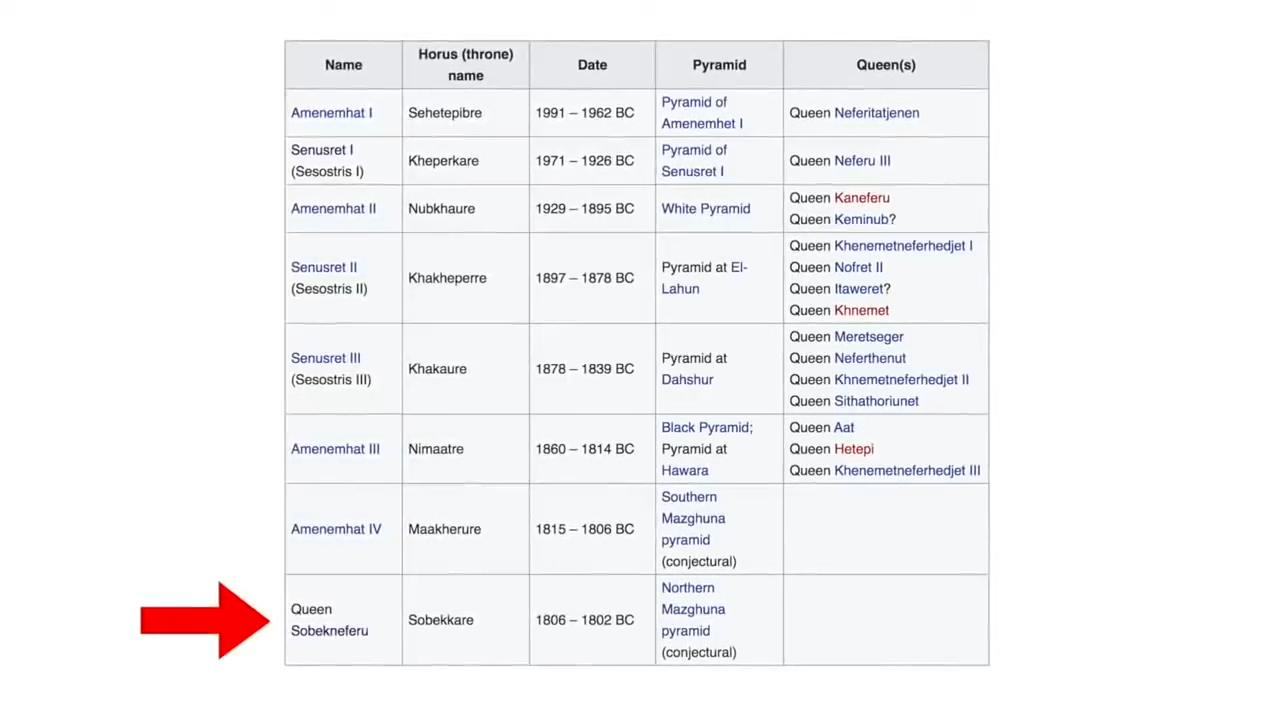 Name
Horus (throne)
name
Date
Pyramid
Queen(s)
Amenemhat I
Sehetepibre
1991 – 1962 BC
Pyramid of
Amenemhet I
Queen Neferitatjenen
Senusret I
(Sesostris I)
Kheperkare
1971 – 1926 BC
Pyramid of
Senusret I
Queen Neferu III
Amenemhat II
Nubkhaure
1929 – 1895 BC
White Pyramid
Queen Kaneferu
Queen Keminub?
Senusret II
(Sesostris II)
Khakheperre
1897 – 1878 BC
Pyramid at El-
Lahun
Queen Khenemetneferhedjet I
Queen Nofret II
Queen Itaweret?
Queen Khnemet
Senusret III
(Sesostris III)
Khakaure
1878 – 1839 BC
Pyramid at
Dahshur
Queen Meretseger
Queen Neferthenut
Queen Khnemetneferhedjet II
Queen Sithathoriunet
Amenemhat III
Nimaatre
1860 – 1814 BC
Black Pyramid;
Pyramid at
Hawara
Queen Aat
Queen Hetepi
Queen Khenemetneferhedjet III
Amenemhat IV
Maakherure
1815 – 1806 BC
Southern
Mazghuna
pyramid
(conjectural)
Queen
Sobekneferu
Sobekkare
1806 – 1802 BC
Northern
Mazghuna
pyramid
(conjectural)